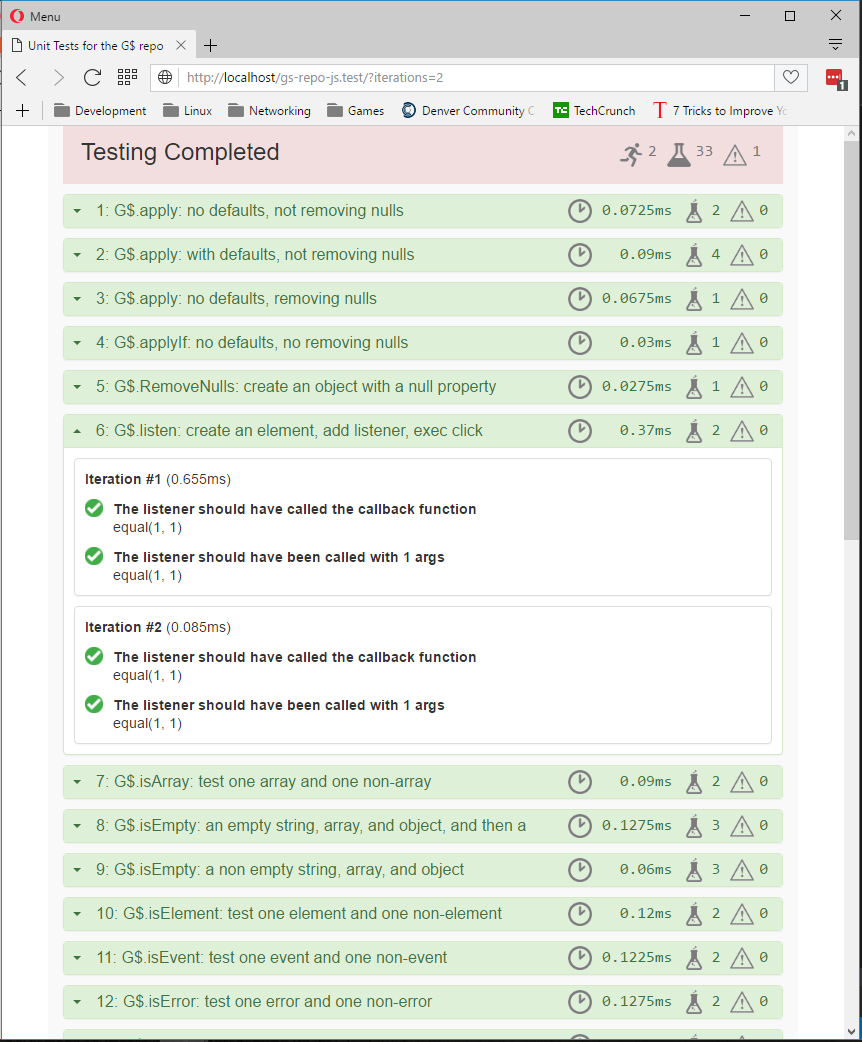 Menu
Unit Tests for the G$ repo
http://localhost/gs-repo-js.test/?iterations=2
1
Development Linux Networking Games Denver Community C TechCrunch 7 Tricks to Improve Yo
Testing Completed 2 33 1
1: G$.apply: no defaults, not removing nulls 0.0725ms 2 0
2: G$.apply: with defaults, not removing nulls 0.09ms 4 0
3: G$.apply: no defaults, removing nulls 0.0675ms 1 0
4: G$.applyIf: no defaults, no removing nulls 0.03ms 1 0
5: G$.RemoveNulls: create an object with a null property 0.0275ms 1 0
6: G$.listen: create an element, add listener, exec click 0.37ms 2 0
Iteration #1 (0.655ms)
The listener should have called the callback function
equal(1, 1)
The listener should have been called with 1 args
equal(1, 1)
Iteration #2 (0.085ms)
The listener should have called the callback function
equal(1, 1)
The listener should have been called with 1 args
equal(1, 1)
7: G$.isArray: test one array and one non-array 0.09ms 2 0
8: G$.isEmpty: an empty string, array, and object, and then a 0.1275ms 3 0
9: G$.isEmpty: a non empty string, array, and object 0.06ms 3 0
10: G$.isElement: test one element and one non-element 0.12ms 2 0
11: G$.isEvent: test one event and one non-event 0.1225ms 2 0
12: G$.isError: test one error and one non-error 0.1275ms 2 0